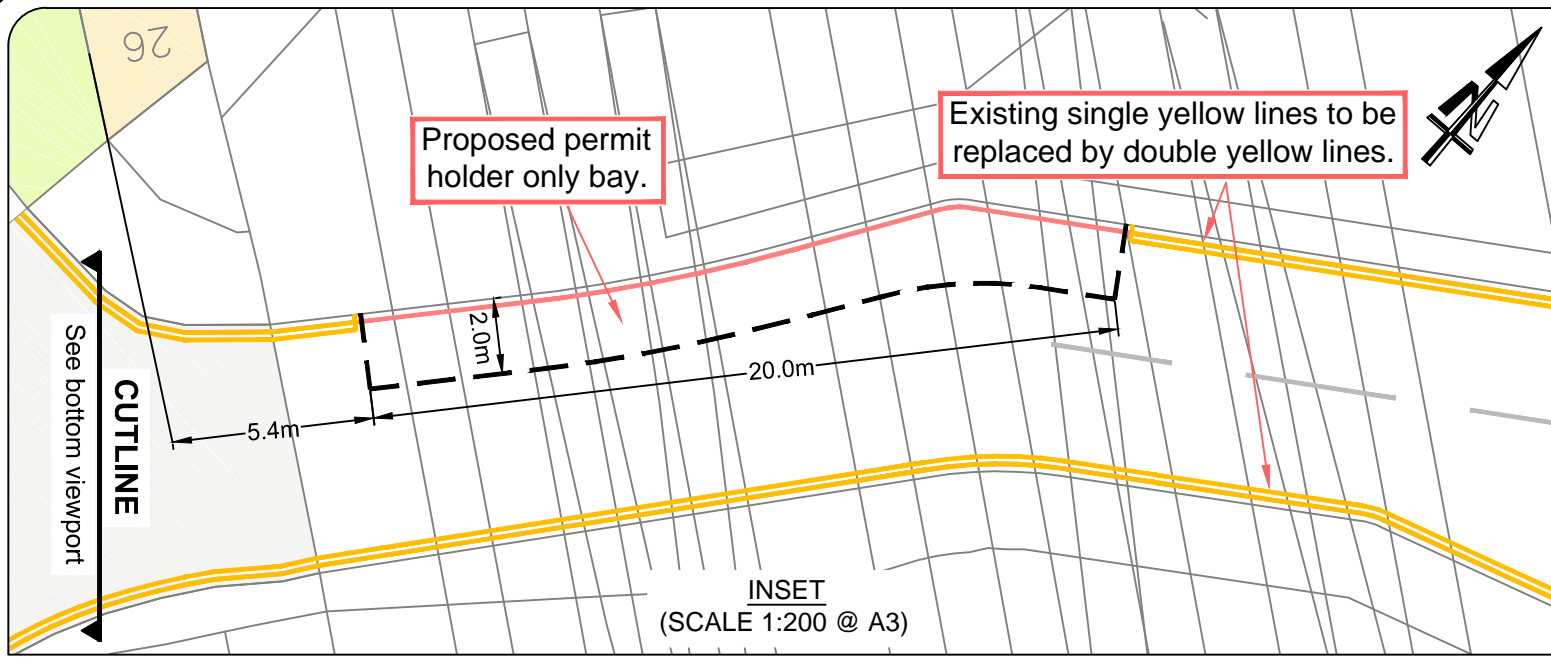 26
Proposed permit
holder only bay.
Existing single yellow lines to be
replaced by double yellow lines.
N
2.0m
20.0m
5.4m
CUTLINE
See bottom viewport
INSET
(SCALE 1:200 @ A3)